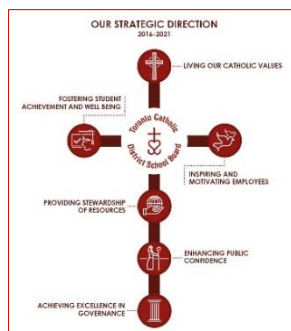 OUR STRATEGIC DIRECTION
2016-2021
LIVING OUR CATHOLIC VALUES
FOSTERING STUDENT
ACHIEVEMENT AND WELL BEING
Toronto Catholic
District School Board
INSPIRING AND
MOTIVATING EMPLOYEES
PROVIDING STEWARDSHIP
OF RESOURCES
ENHANCING PUBLIC
CONFIDENCE
ACHIEVING EXCELLENCE IN
GOVERNANCE